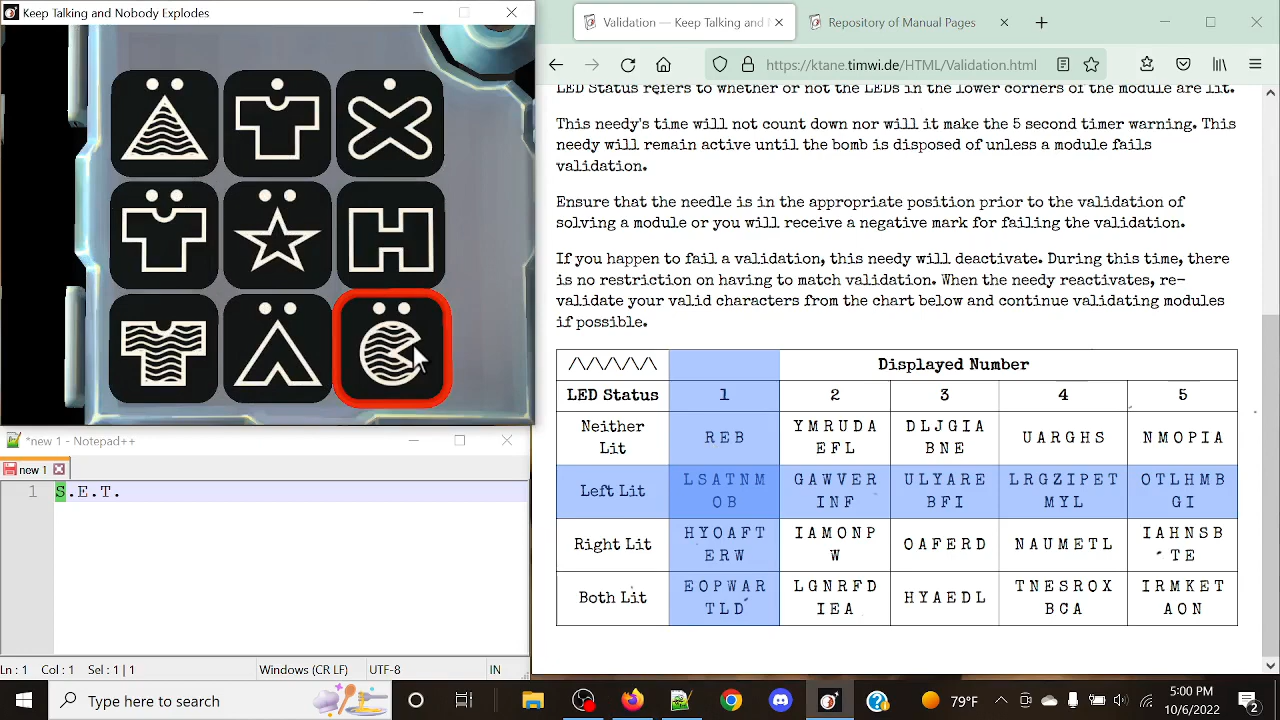 Keep Talking and Nobody Explodes
Validation — Keep Talking and
Repository of Manual Pages
https://ktane.timwi.de/HTML/Validation.html
LED Status refers to whether or not the LEDs in the lower corners of the module are lit.
This needy's time will not count down nor will it make the 5 second timer warning. This
needy will remain active until the bomb is disposed of unless a module fails
validation.
Ensure that the needle is in the appropriate position prior to the validation of
solving a module or you will receive a negative mark for failing the validation.
If you happen to fail a validation, this needy will deactivate. During this time, there
is no restriction on having to match validation. When the needy reactivates, re-
validate your valid characters from the chart below and continue validating modules
if possible.
/\/\/\/\/\ Displayed Number
LED Status 1 2 3 4 5
Neither Lit R E B Y M R U D A E F L D L J G I A B N E U A R G H S N M O P I A
Left Lit L S A T N M O B G A W V E R I N F U L Y A R E B F I L R G Z I P E T M Y L O T L H M B G I
Right Lit H Y O A F T E R W I A M O N P W O A F E R D N A U M E T L I A H N S B T E
Both Lit E O P W A R T L D L G N R F D I E A H Y A E D L T N E S R O X B C A I R M K E T A O N
*new 1 - Notepad++
new 1
1 S.E.T.
Ln : 1 Col : 1 Sel : 1 | 1 Windows (CR LF) UTF-8 IN
Type here to search
79°F
5:00 PM
10/6/2022
2